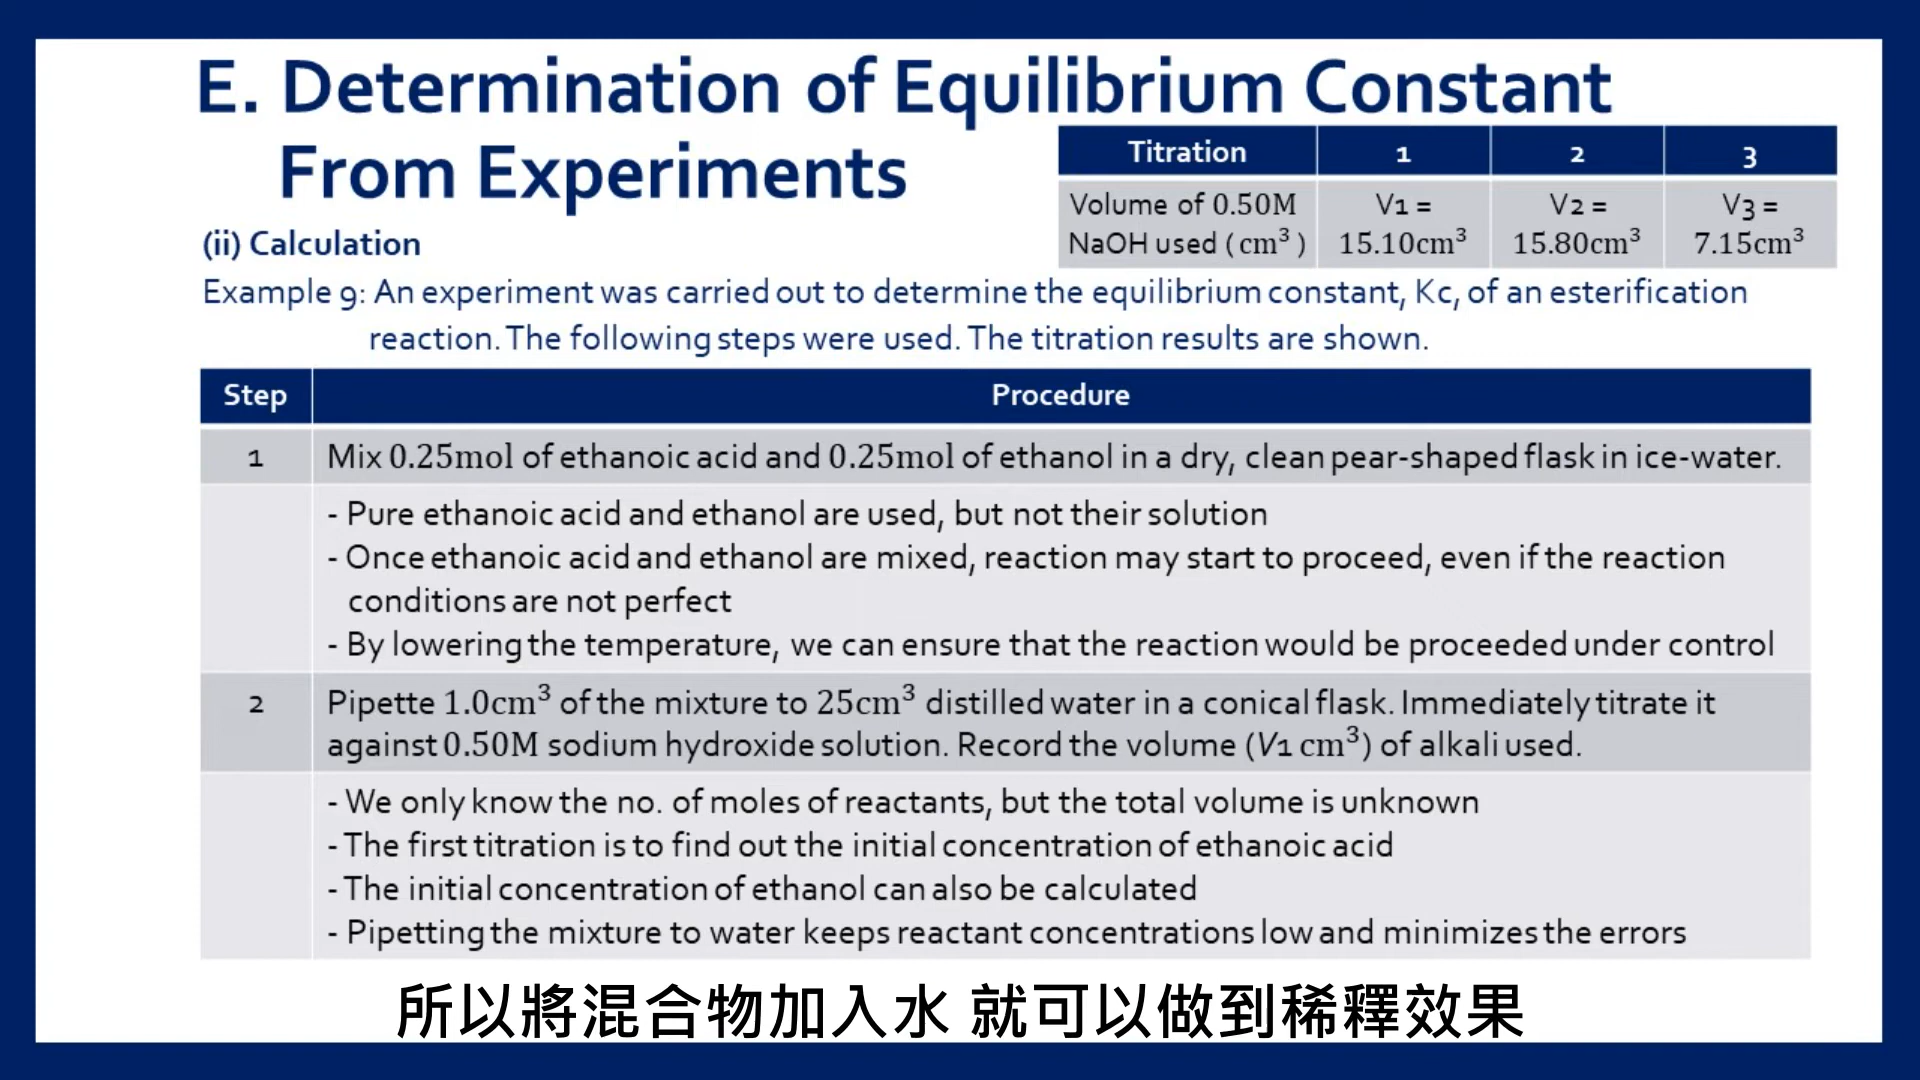 E. Determination of Equilibrium Constant
From Experiments
Titration 1 2 3
Volume of 0.50M V1 = V2 = V3 =
NaOH used (cm³) 15.10cm³ 15.80cm³ 7.15cm³
(ii) Calculation
Example 9: An experiment was carried out to determine the equilibrium constant, Kc, of an esterification
reaction. The following steps were used. The titration results are shown.
Step Procedure
1 Mix 0.25mol of ethanoic acid and 0.25mol of ethanol in a dry, clean pear-shaped flask in ice-water.
- Pure ethanoic acid and ethanol are used, but not their solution
- Once ethanoic acid and ethanol are mixed, reaction may start to proceed, even if the reaction
conditions are not perfect
- By lowering the temperature, we can ensure that the reaction would be proceeded under control
2 Pipette 1.0cm³ of the mixture to 25cm³ distilled water in a conical flask. Immediately titrate it
against 0.50M sodium hydroxide solution. Record the volume (V1 cm³) of alkali used.
- We only know the no. of moles of reactants, but the total volume is unknown
- The first titration is to find out the initial concentration of ethanoic acid
- The initial concentration of ethanol can also be calculated
- Pipetting the mixture to water keeps reactant concentrations low and minimizes the errors
所以將混合物加入水 就可以做到稀釋效果